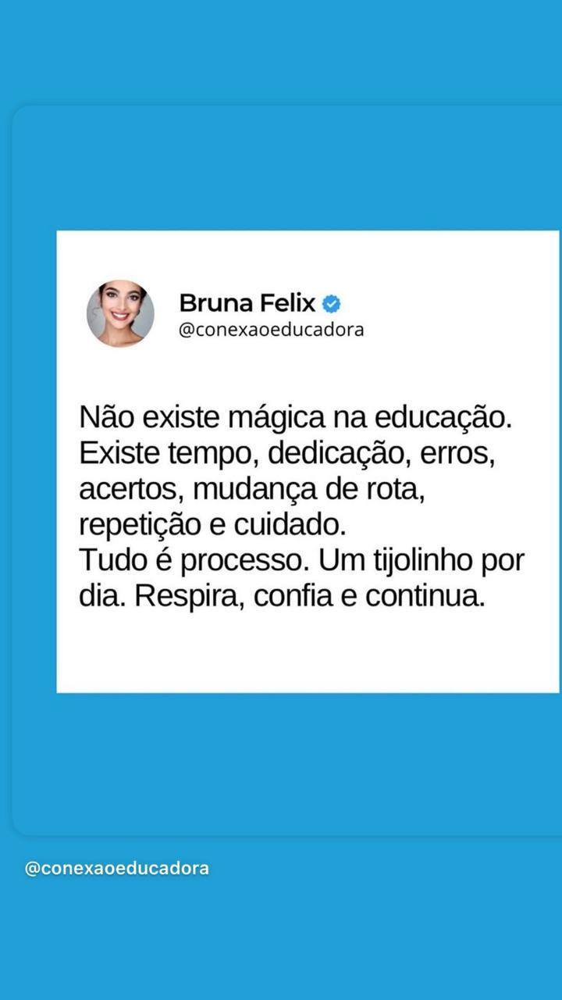 Bruna Felix
@conexaoeducadora
Não existe mágica na educação.
Existe tempo, dedicação, erros,
acertos, mudança de rota,
repetição e cuidado.
Tudo é processo. Um tijolinho por
dia. Respira, confia e continua.
@conexaoeducadora